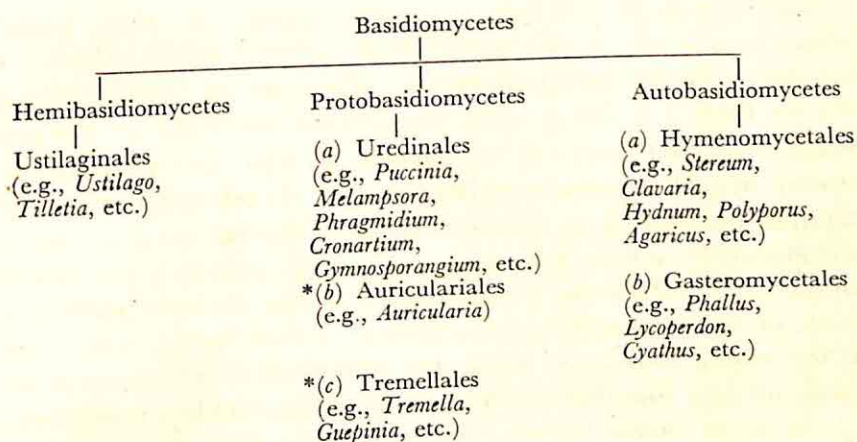 Basidiomycetes
Hemibasidiomycetes
Ustilaginales
(e.g., Ustilago,
Tilletia, etc.)
Protobasidiomycetes
(a) Uredinales
(e.g., Puccinia,
Melampsora,
Phragmidium,
Cronartium,
Gymnosporangium, etc.)
*(b) Auriculariales
(e.g., Auricularia)
*(c) Tremellales
(e.g., Tremella,
Guepinia, etc.)
Autobasidiomycetes
(a) Hymenomycetales
(e.g., Stereum,
Clavaria,
Hydnum, Polyporus,
Agaricus, etc.)
(b) Gasteromycetales
(e.g., Phallus,
Lycoperdon,
Cyathus, etc.)